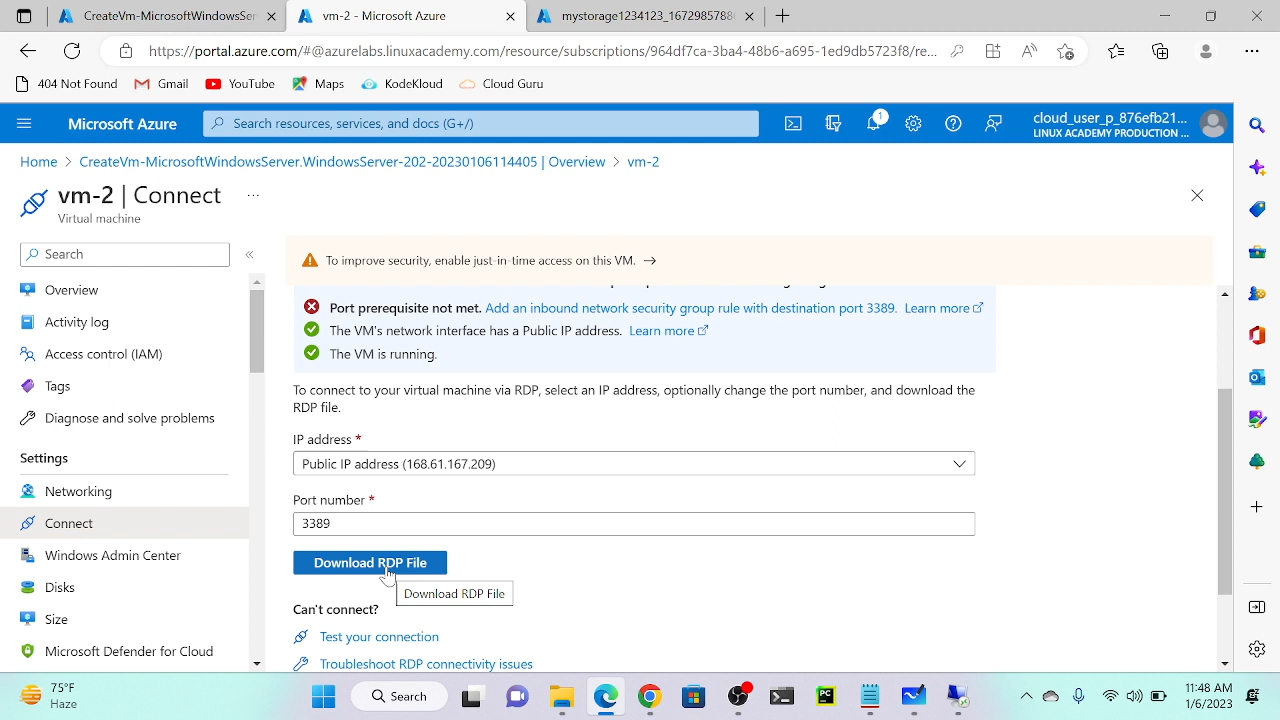 CreateVm-MicrosoftWindowsServer
vm-2 - Microsoft Azure
mystorage1234123_1672985788
https://portal.azure.com/#@azurelabs.linuxacademy.com/resource/subscriptions/964df7ca-3ba4-48b6-a695-1ed9db5723f8/re...
404 Not Found
Gmail
YouTube
Maps
KodeKloud
Cloud Guru
Microsoft Azure
Search resources, services, and docs (G+/)
1
cloud_user_p_876efb21...
LINUX ACADEMY PRODUCTION ...
Home > CreateVm-MicrosoftWindowsServer.WindowsServer-202-20230106114405 | Overview > vm-2
vm-2 | Connect ...
Virtual machine
Search
«
To improve security, enable just-in-time access on this VM. →
Overview
Activity log
Access control (IAM)
Tags
Diagnose and solve problems
Settings
Networking
Connect
Windows Admin Center
Disks
Size
Microsoft Defender for Cloud
Port prerequisite not met. Add an inbound network security group rule with destination port 3389. Learn more
The VM's network interface has a Public IP address. Learn more
The VM is running.
To connect to your virtual machine via RDP, select an IP address, optionally change the port number, and download the
RDP file.
IP address *
Public IP address (168.61.167.209)
Port number *
3389
Download RDP File
Download RDP File
Can't connect?
Test your connection
Troubleshoot RDP connectivity issues
75°F
Haze
Search
11:48 AM
1/6/2023